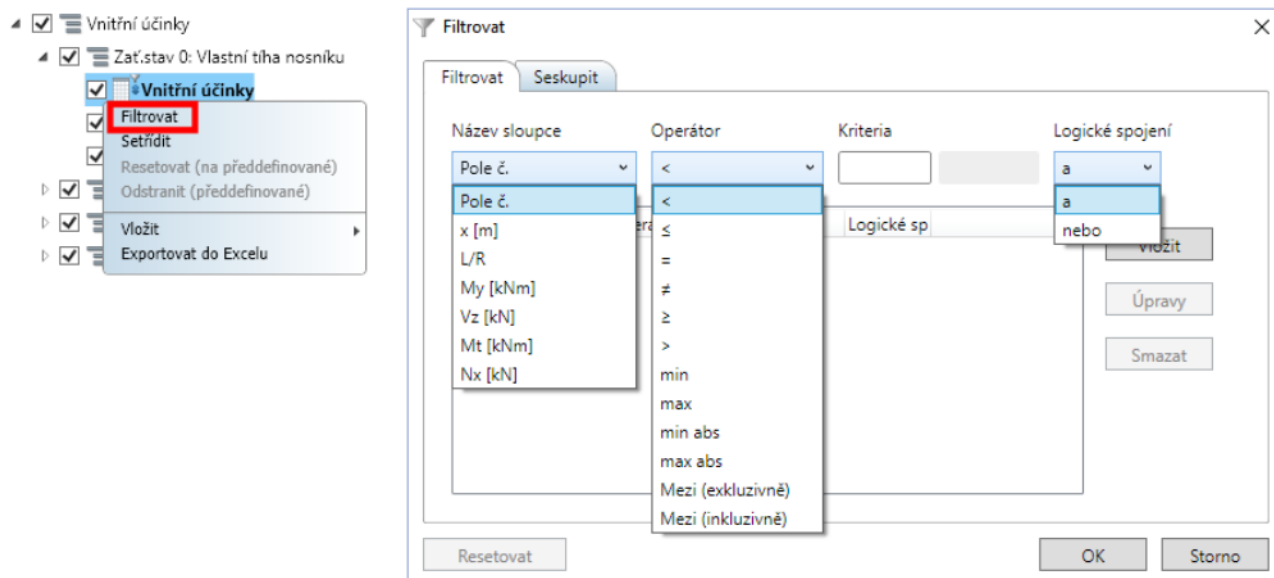 Vnitřní účinky
Zať.stav 0: Vlastní tíha nosníku
Vnitřní účinky
Filtrovat
Setřídit
Resetovat (na předdefinované)
Odstranit (předdefinované)
Vložit
Exportovat do Excelu
Filtrovat
Filtrovat Seskupit
Název sloupce Operátor Kriteria Logické spojení
Pole č. < a
Pole č. < a
x [m] ≤ Logické sp nebo
L/R = Vložit
My [kNm] ≠ Úpravy
Vz [kN] ≥
Mt [kNm] > Smazat
Nx [kN] min
max
min abs
max abs
Mezi (exkluzivně)
Mezi (inkluzivně)
Resetovat OK Storno